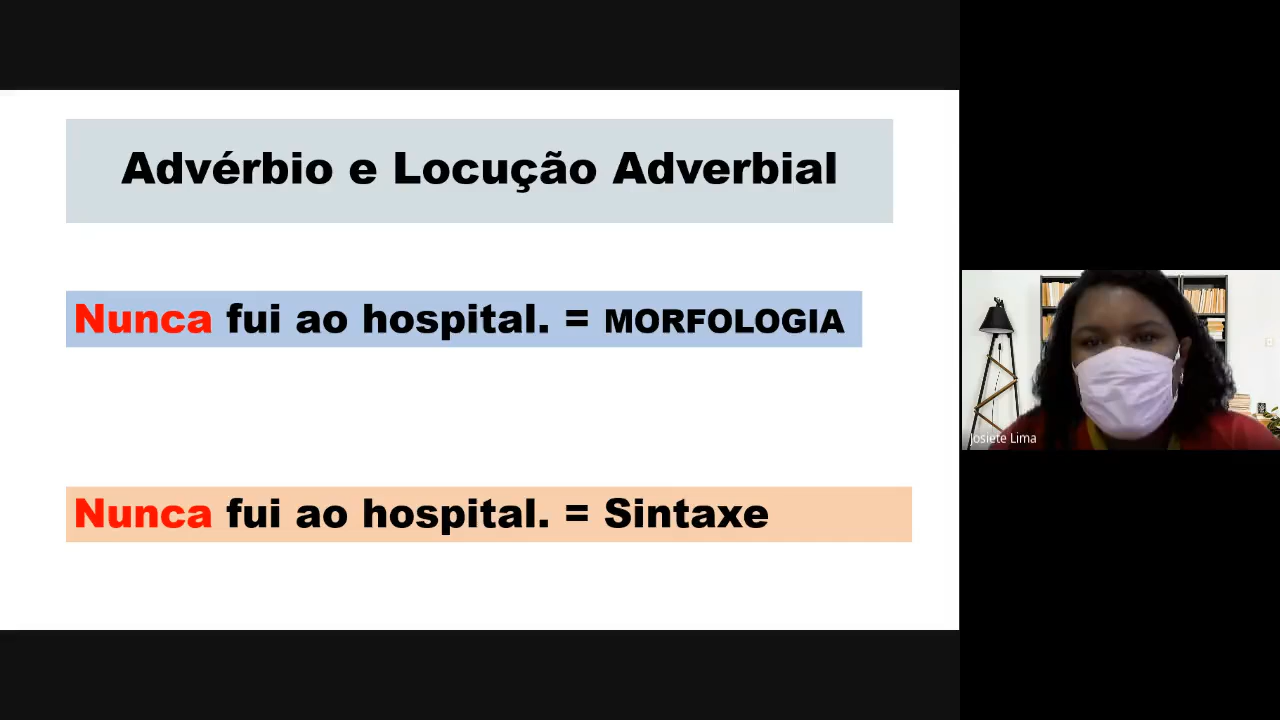 Advérbio e Locução Adverbial
Nunca fui ao hospital. = MORFOLOGIA
Nunca fui ao hospital. = Sintaxe
Josiete Lima